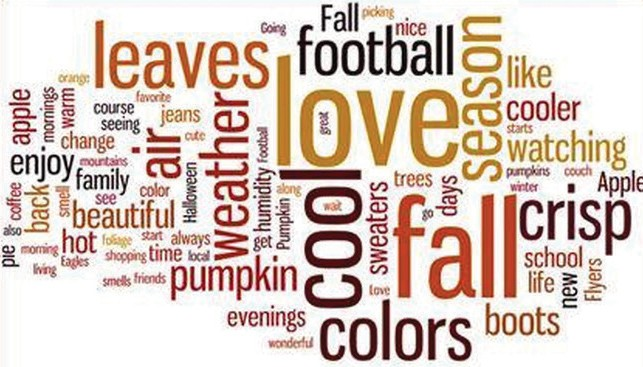 Going
Fall
picking
nice
leaves
football
season
orange
love
like
apple
mornings
warm
favorite
course
seeing
jeans
weather
great
cooler
starts
air
cute
change
Football
watching
enjoy
mountains
family
Halloween
humidity
cool
trees
days
pumpkins
couch
winter
Apple
coffee
back
smell
see
color
beautiful
along
Pumpkin
wait
sweaters
go
fall
crisp
also
pie
morning
hot
foliage
start
always
get
shopping
time
local
living
Eagles
smells
friends
pumpkin
love
school
life
new
Flyers
evenings
colors
boots
wonderful